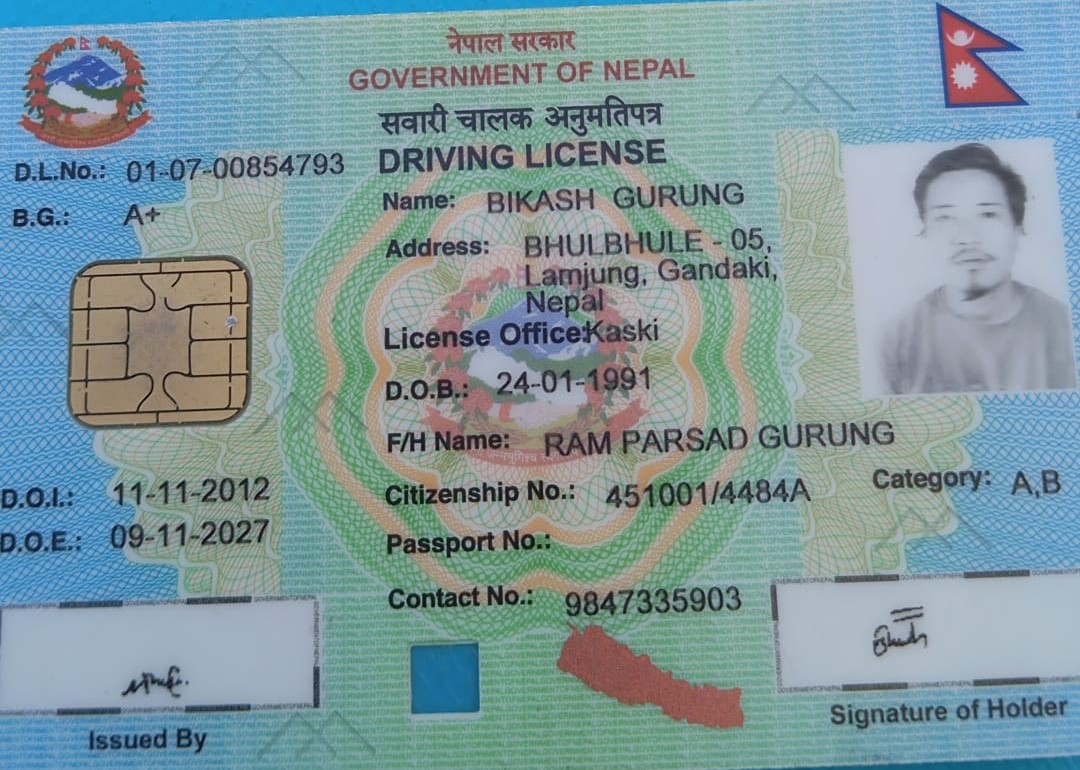 नेपाल सरकार
GOVERNMENT OF NEPAL
सवारी चालक अनुमतिपत्र
DRIVING LICENSE
D.L.No.: 01-07-00854793
B.G.: A+
Name: BIKASH GURUNG
Address: BHULBHULE - 05,
Lamjung, Gandaki,
Nepal
License Office: Kaski
D.O.B.: 24-01-1991
F/H Name: RAM PARSAD GURUNG
D.O.I.: 11-11-2012
Citizenship No.: 451001/4484A
Category: A,B
D.O.E.: 09-11-2027
Passport No.:
Contact No.: 9847335903
Issued By
Signature of Holder